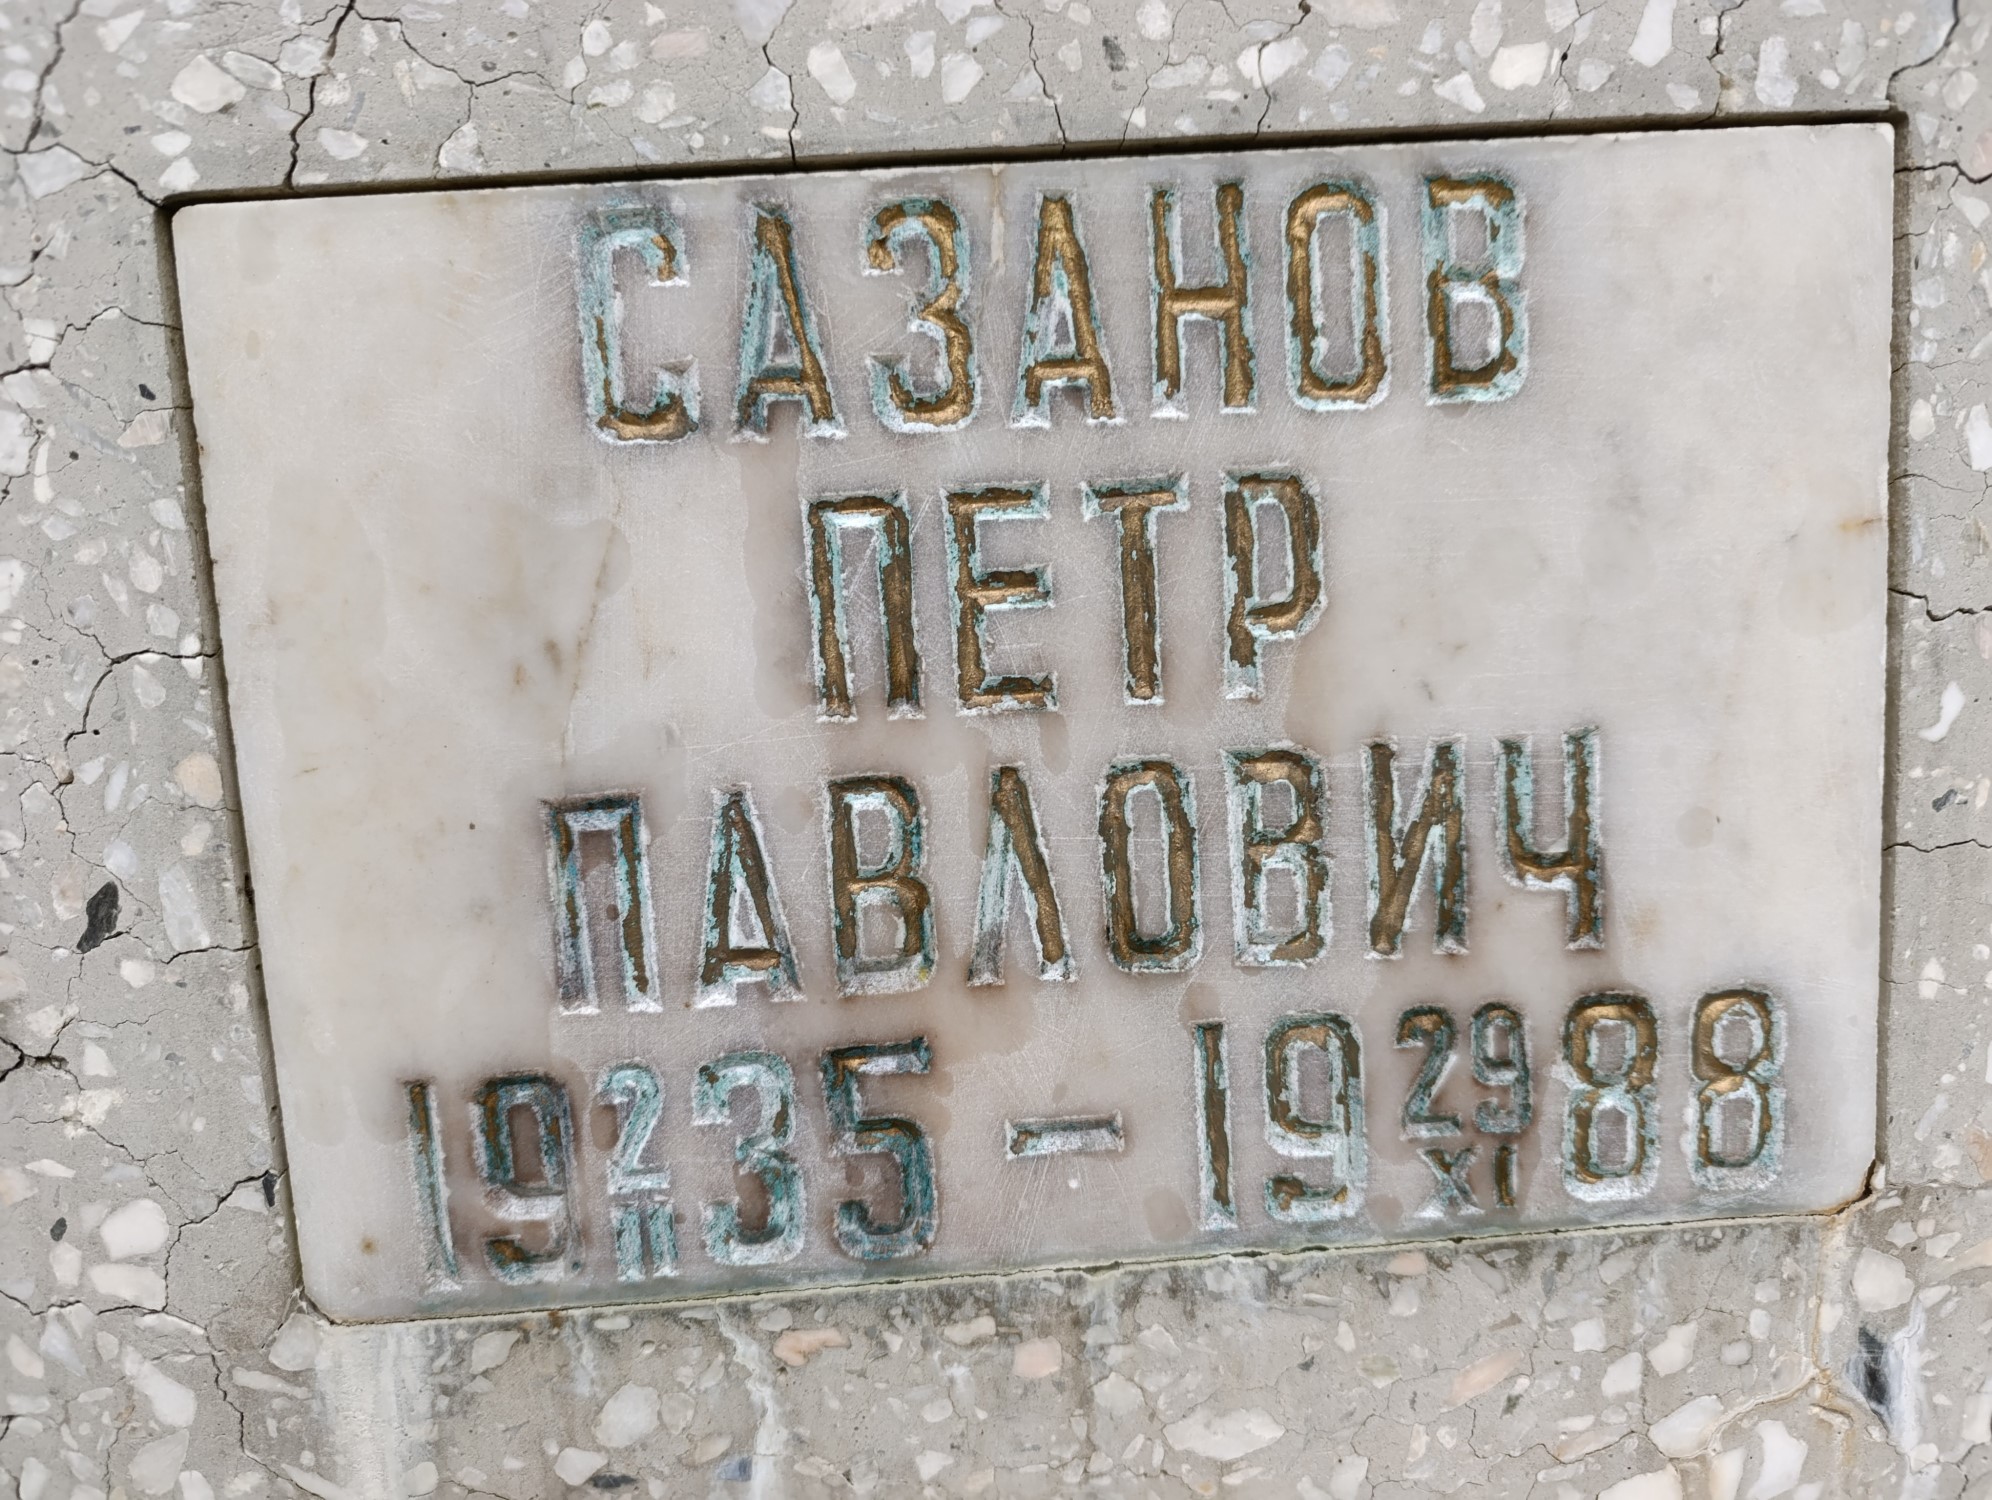 САЗАНОВ
ПЕТР
ПАВЛОВИЧ
19 2/II 35 – 19 29/XI 88